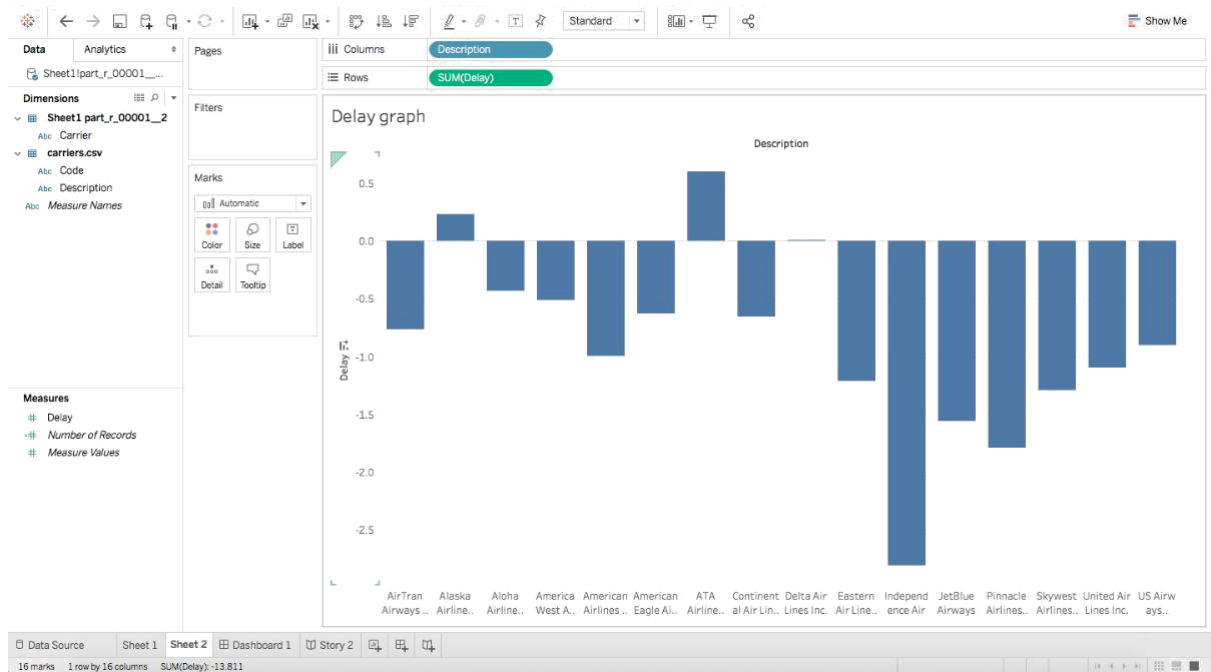 Standard
Show Me
Data
Analytics
Pages
Columns
Description
Sheet1!part_r_00001__...
Rows
SUM(Delay)
Dimensions
Filters
Delay graph
Sheet1 part_r_00001__2
Abc Carrier
carriers.csv
Abc Code
Abc Description
Abc Measure Names
Marks
Automatic
Color
Size
Label
Detail
Tooltip
Description
0.5
0.0
-0.5
-1.0
-1.5
-2.0
-2.5
Delay
AirTran
Airways ..
Alaska
Airline..
Aloha
Airline..
America
West A..
American
Airlines ..
American
Eagle Ai..
ATA
Airline..
Continent
al Air Lin..
Delta Air
Lines Inc.
Eastern
Air Line..
Independ
ence Air
JetBlue
Airways
Pinnacle
Airlines..
Skywest
Airlines..
United Air
Lines Inc.
US Airw
ays..
Measures
# Delay
# Number of Records
# Measure Values
Data Source
Sheet 1
Sheet 2
Dashboard 1
Story 2
16 marks
1 row by 16 columns
SUM(Delay): -13.811